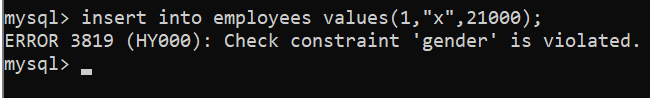 mysql> insert into employees values(1,"x",21000);
ERROR 3819 (HY000): Check constraint 'gender' is violated.
mysql>